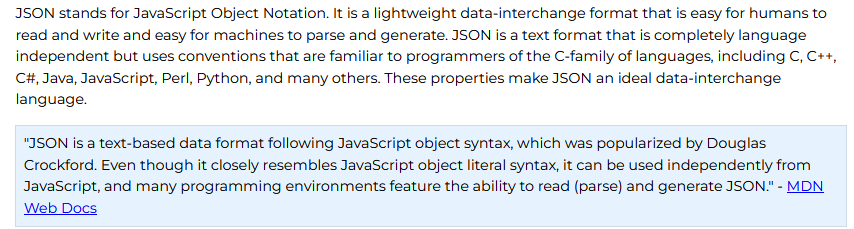 JSON stands for JavaScript Object Notation. It is a lightweight data-interchange format that is easy for humans to
read and write and easy for machines to parse and generate. JSON is a text format that is completely language
independent but uses conventions that are familiar to programmers of the C-family of languages, including C, C++,
C#, Java, JavaScript, Perl, Python, and many others. These properties make JSON an ideal data-interchange
language.
"JSON is a text-based data format following JavaScript object syntax, which was popularized by Douglas
Crockford. Even though it closely resembles JavaScript object literal syntax, it can be used independently from
JavaScript, and many programming environments feature the ability to read (parse) and generate JSON." - MDN
Web Docs